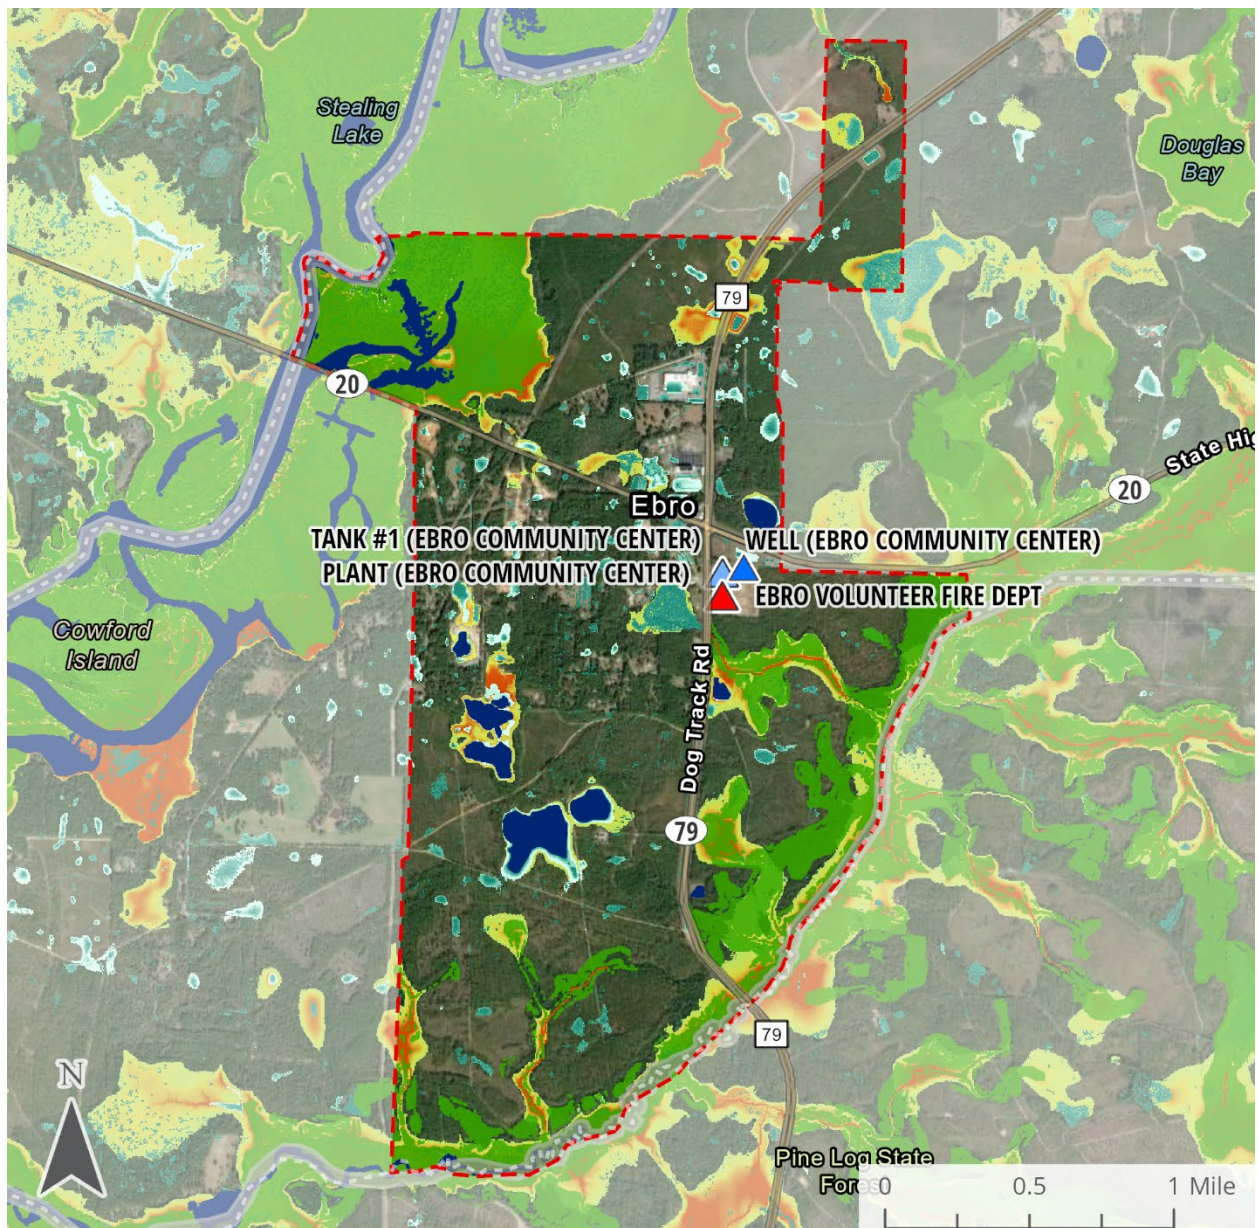 Stealing
Lake
Douglas
Bay
79
20
State Hig
20
Ebro
TANK #1 (EBRO COMMUNITY CENTER)
WELL (EBRO COMMUNITY CENTER)
PLANT (EBRO COMMUNITY CENTER)
EBRO VOLUNTEER FIRE DEPT
Cowford
Island
Dog Track Rd
79
79
N
Pine Log State
Forest
0 0.5 1 Mile